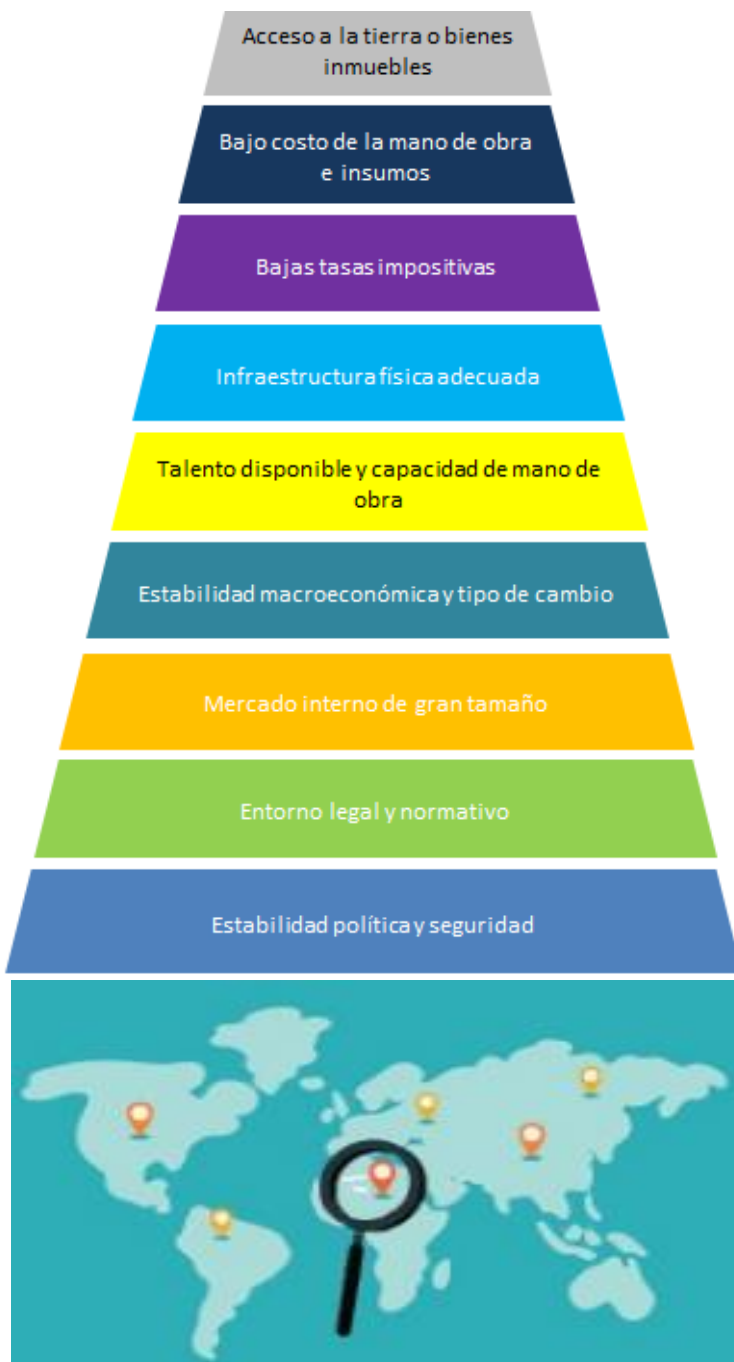 Acceso a la tierra o bienes
inmuebles
Bajo costo de la mano de obra
e insumos
Bajas tasas impositivas
Infraestructura física adecuada
Talento disponible y capacidad de mano de
obra
Estabilidad macroeconómica y tipo de cambio
Mercado interno de gran tamaño
Entorno legal y normativo
Estabilidad política y seguridad